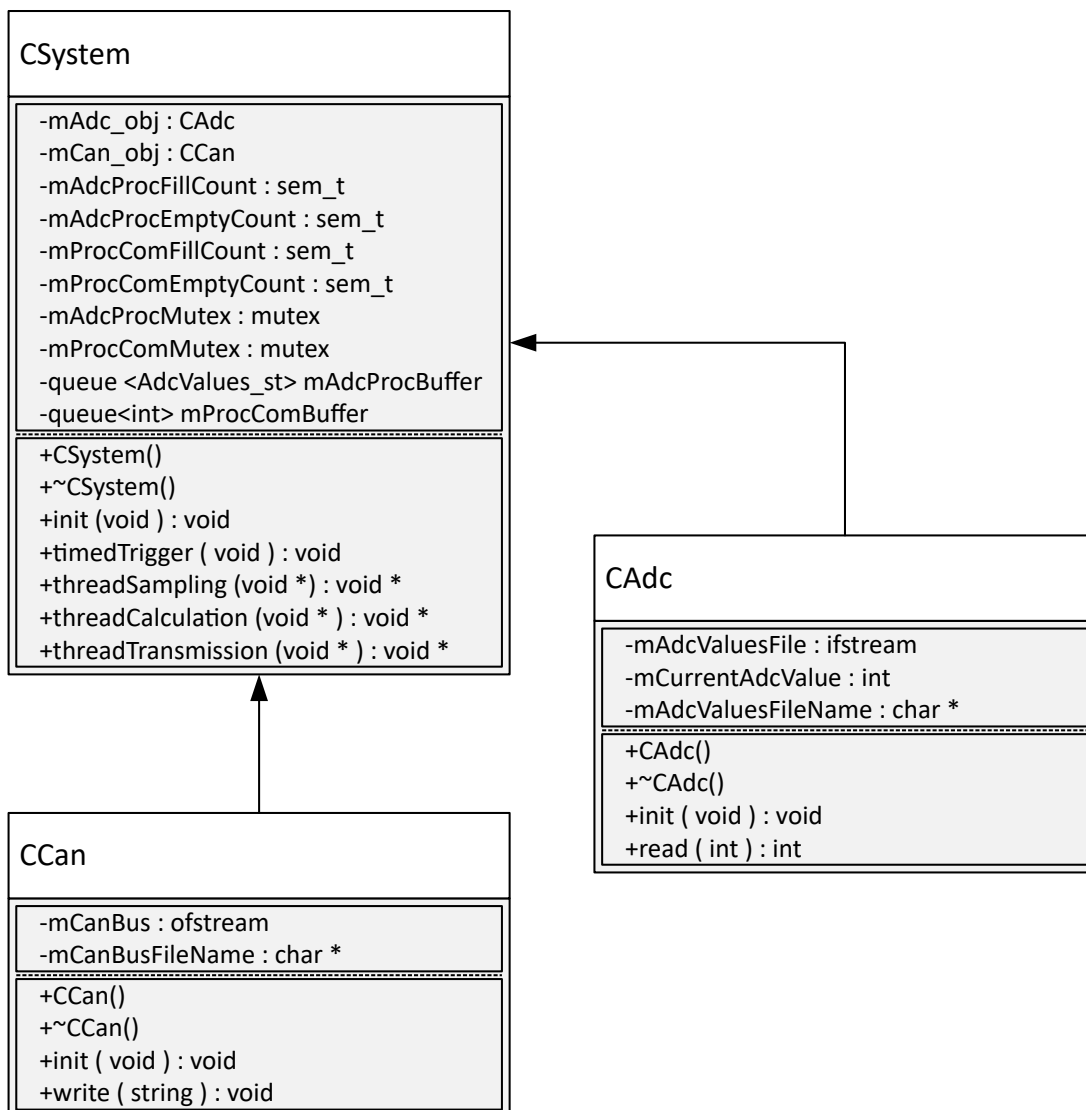 CSystem
-mAdc_obj : CAdc
-mCan_obj : CCan
-mAdcProcFillCount : sem_t
-mAdcProcEmptyCount : sem_t
-mProcComFillCount : sem_t
-mProcComEmptyCount : sem_t
-mAdcProcMutex : mutex
-mProcComMutex : mutex
-queue <AdcValues_st> mAdcProcBuffer
-queue<int> mProcComBuffer
+CSystem()
+~CSystem()
+init (void ) : void
+timedTrigger ( void ) : void
+threadSampling (void *) : void *
+threadCalculation (void * ) : void *
+threadTransmission (void * ) : void *
CAdc
-mAdcValuesFile : ifstream
-mCurrentAdcValue : int
-mAdcValuesFileName : char *
+CAdc()
+~CAdc()
+init ( void ) : void
+read ( int ) : int
CCan
-mCanBus : ofstream
-mCanBusFileName : char *
+CCan()
+~CCan()
+init ( void ) : void
+write ( string ) : void